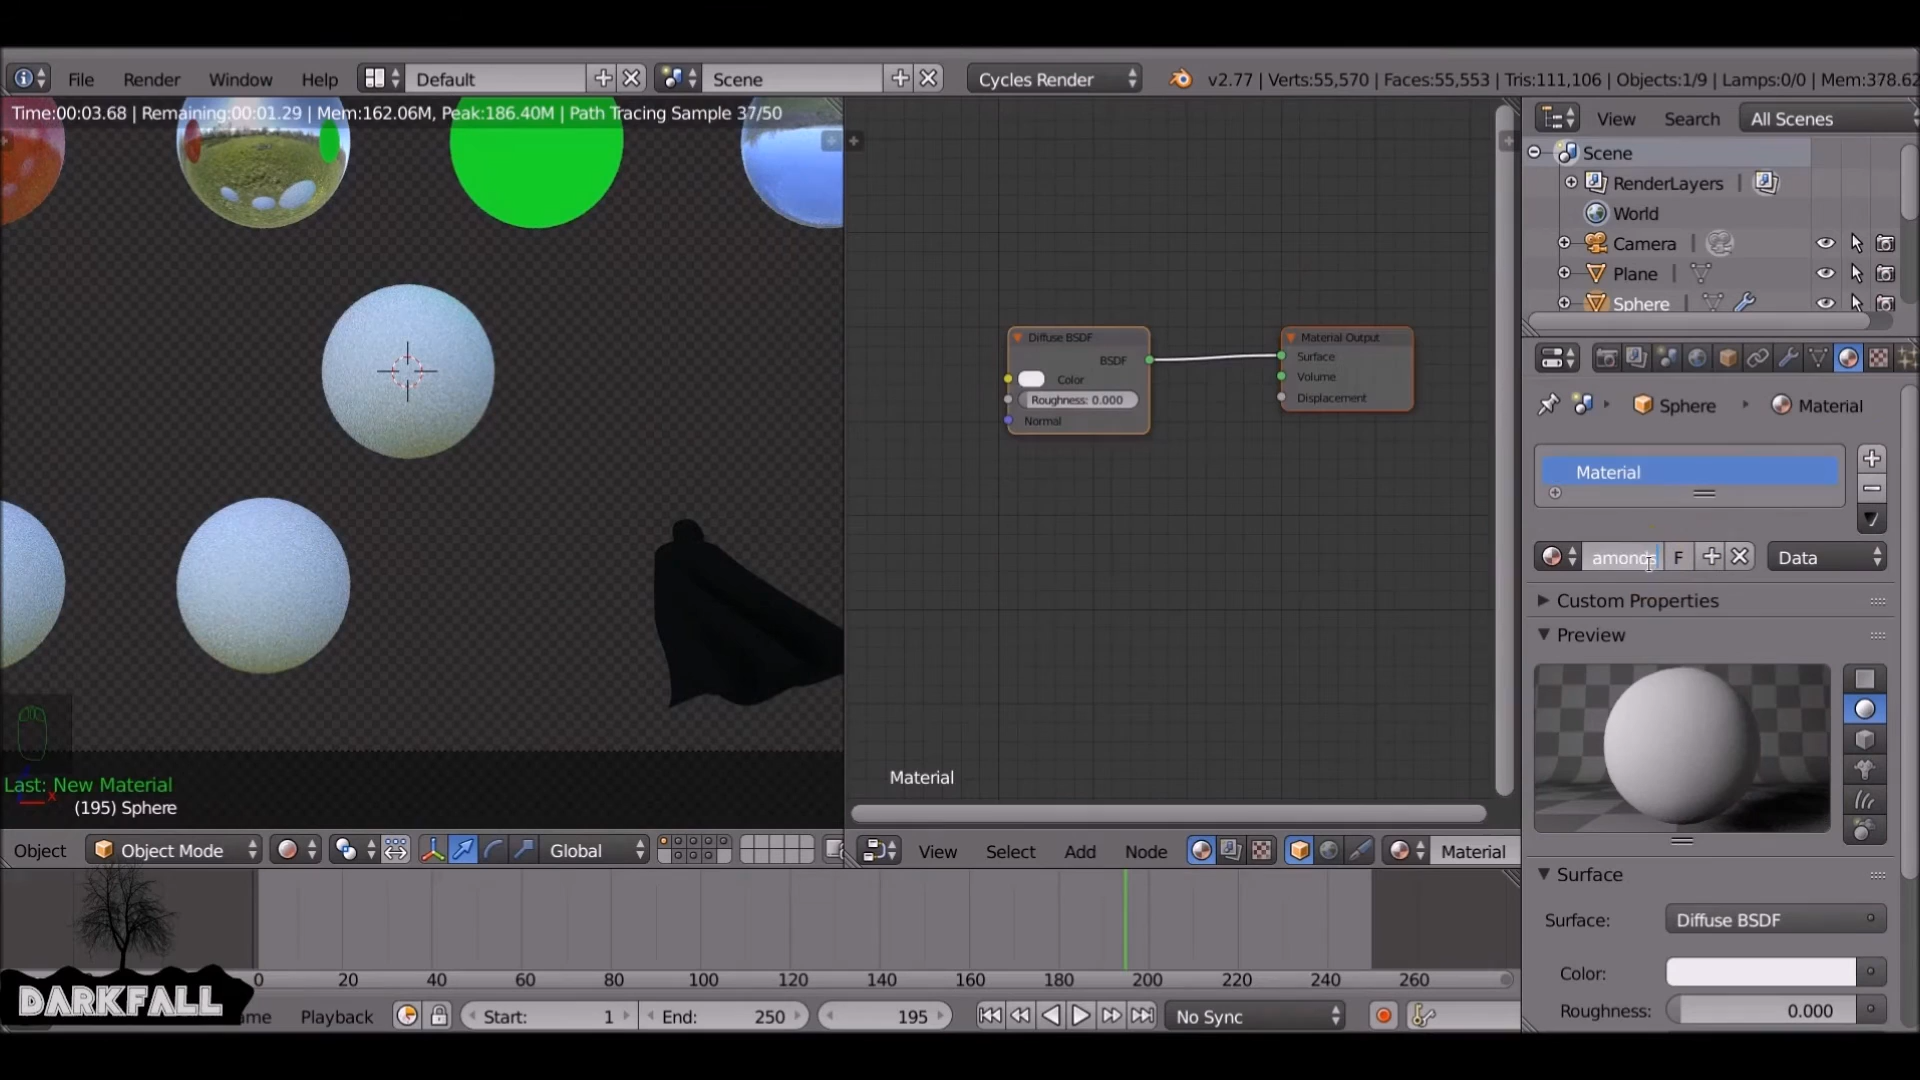 File Render Window Help Default Scene Cycles Render v2.77 | Verts:55,570 | Faces:55,553 | Tris:111,106 | Objects:1/9 | Lamps:0/0 | Mem:378.62
Time:00:03.68 | Remaining:00:01.29 | Mem:162.06M, Peak:186.40M | Path Tracing Sample 37/50
View Search All Scenes
Scene
RenderLayers
World
Camera
Plane
Sphere
Diffuse BSDF
BSDF
Color
Roughness: 0.000
Normal
Material Output
Surface
Volume
Displacement
Sphere Material
Material
amonds F Data
Custom Properties
Preview
Last: New Material
(195) Sphere
Material
Object Object Mode Global
View Select Add Node Material
Surface
Surface: Diffuse BSDF
Color:
Roughness: 0.000
0 20 40 60 80 100 120 140 160 180 200 220 240 260
DARKFALL
ame Playback Start: 1 End: 250 195 No Sync